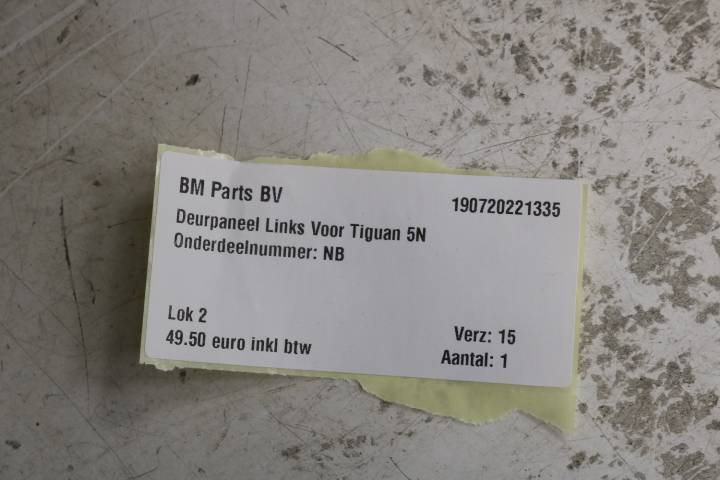 BM Parts BV
190720221335
Deurpaneel Links Voor Tiguan 5N
Onderdeelnummer: NB
Lok 2
49.50 euro inkl btw
Verz: 15
Aantal: 1